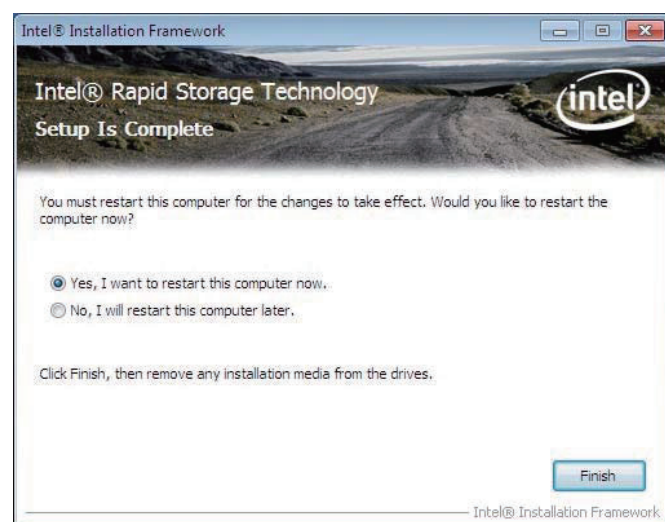 Intel® Installation Framework
Intel® Rapid Storage Technology
(intel)
Setup Is Complete
You must restart this computer for the changes to take effect. Would you like to restart the
computer now?
Yes, I want to restart this computer now.
No, I will restart this computer later.
Click Finish, then remove any installation media from the drives.
Finish
Intel® Installation Framework